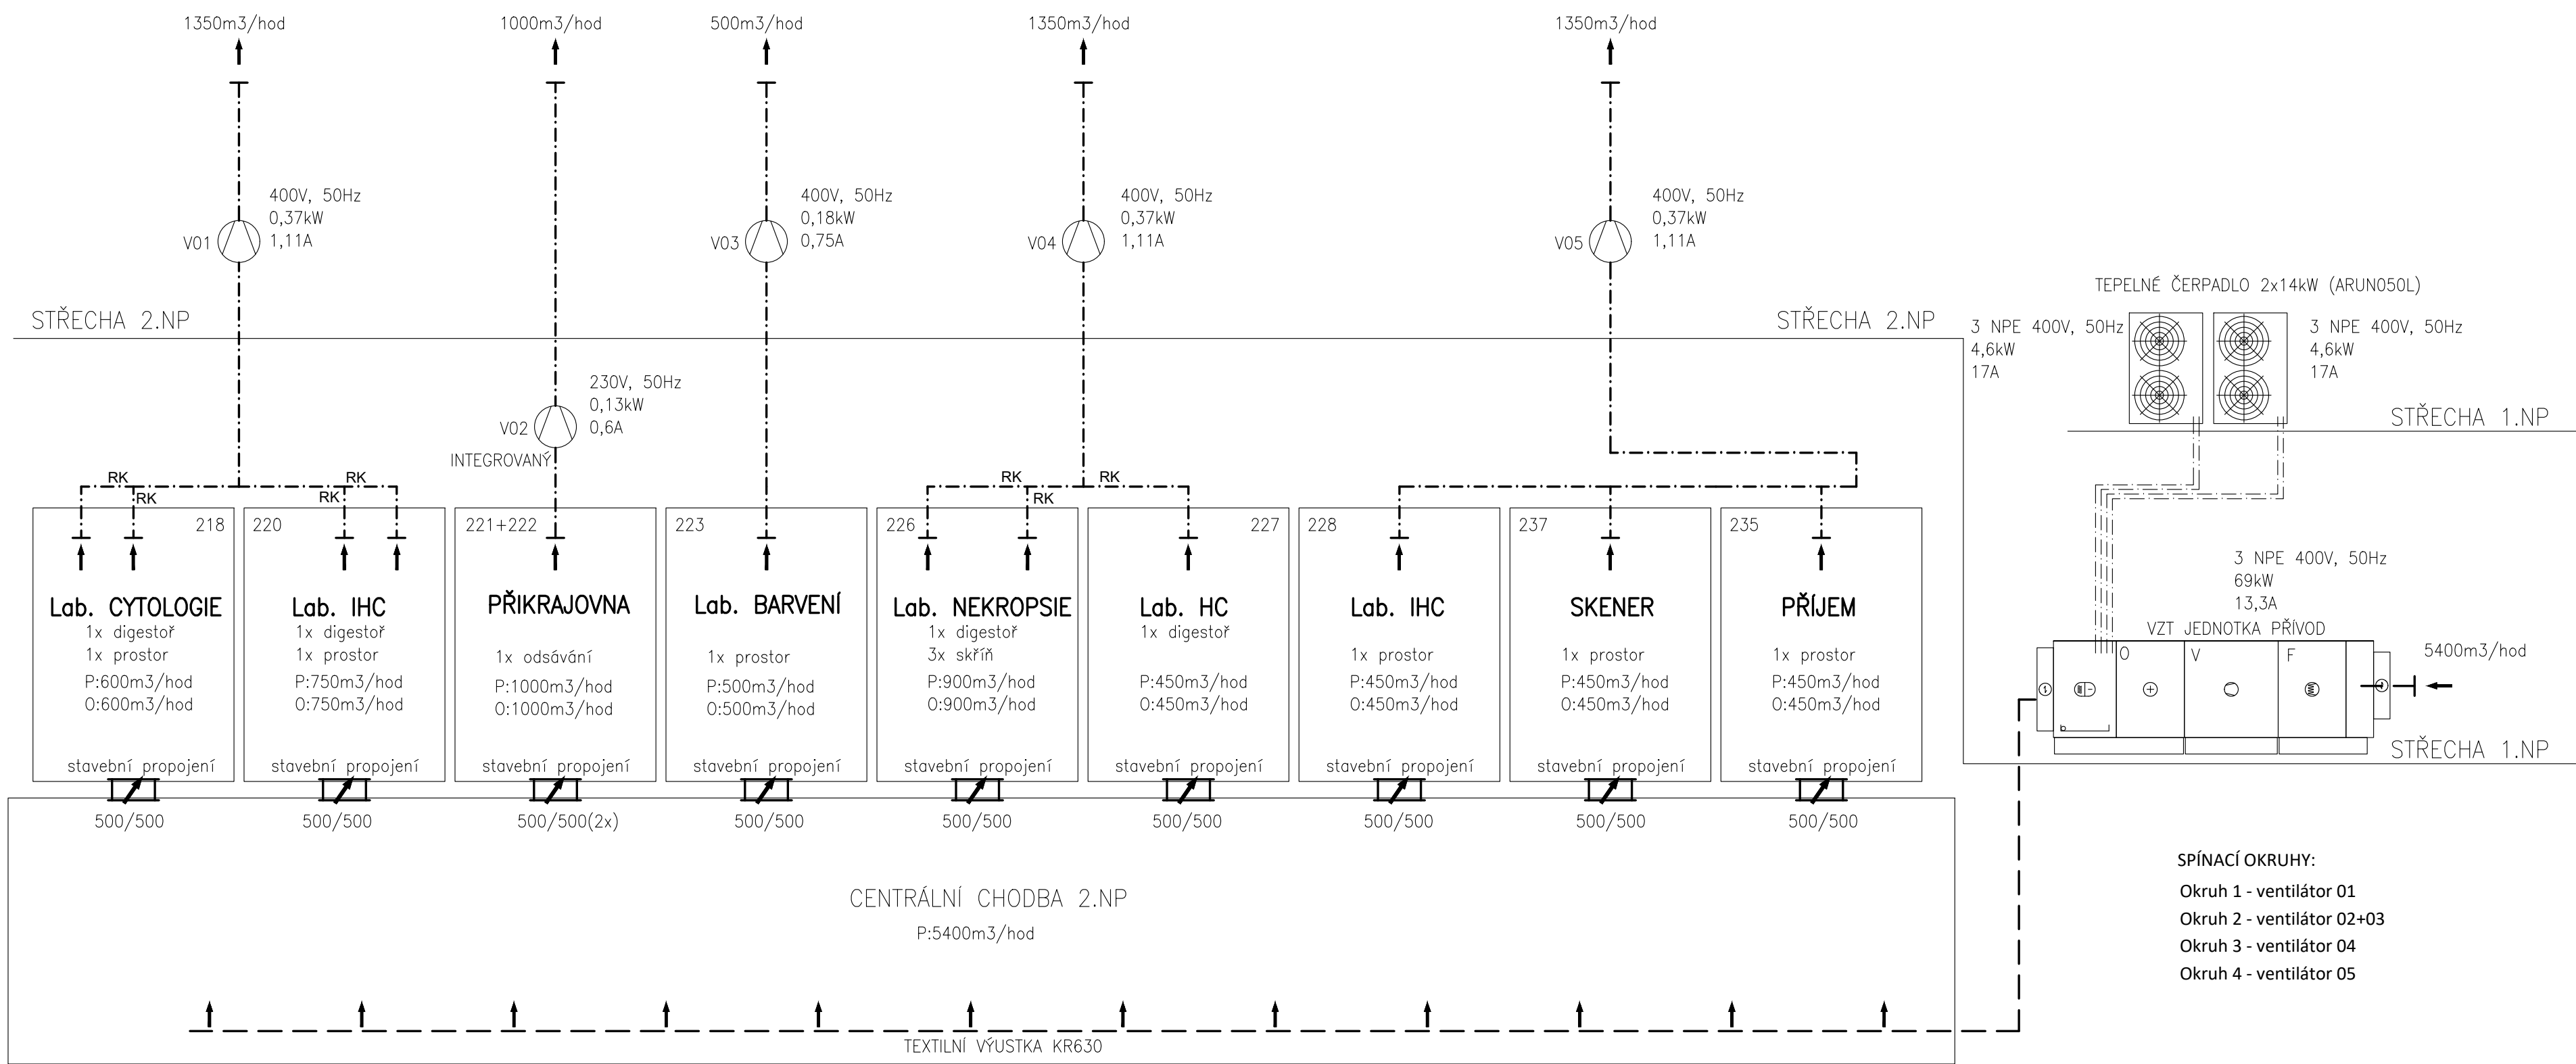 1350m3/hod
1000m3/hod
500m3/hod
1350m3/hod
1350m3/hod
400V, 50Hz
0,37kW
1,11A
V01
400V, 50Hz
0,18kW
0,75A
V03
400V, 50Hz
0,37kW
1,11A
V04
400V, 50Hz
0,37kW
1,11A
V05
STŘECHA 2.NP
STŘECHA 2.NP
230V, 50Hz
0,13kW
0,6A
V02
INTEGROVANÝ
TEPELNÉ ČERPADLO 2x14kW (ARUN050L)
3 NPE 400V, 50Hz
4,6kW
17A
3 NPE 400V, 50Hz
4,6kW
17A
STŘECHA 1.NP
RK
RK
RK
RK
RK
RK
RK
218
Lab. CYTOLOGIE
1x digestoř
1x prostor
P:600m3/hod
O:600m3/hod
stavební propojení
500/500
220
Lab. IHC
1x digestoř
1x prostor
P:750m3/hod
O:750m3/hod
stavební propojení
500/500
221+222
PŘIKRAJOVNA
1x odsávání
P:1000m3/hod
O:1000m3/hod
stavební propojení
500/500(2x)
223
Lab. BARVENÍ
1x prostor
P:500m3/hod
O:500m3/hod
stavební propojení
500/500
226
Lab. NEKROPSIE
1x digestoř
3x skříň
P:900m3/hod
O:900m3/hod
stavební propojení
500/500
227
Lab. HC
1x digestoř
P:450m3/hod
O:450m3/hod
stavební propojení
500/500
228
Lab. IHC
1x prostor
P:450m3/hod
O:450m3/hod
stavební propojení
500/500
237
SKENER
1x prostor
P:450m3/hod
O:450m3/hod
stavební propojení
500/500
235
PŘÍJEM
1x prostor
P:450m3/hod
O:450m3/hod
stavební propojení
500/500
3 NPE 400V, 50Hz
69kW
13,3A
VZT JEDNOTKA PŘÍVOD
O
V
F
5400m3/hod
STŘECHA 1.NP
CENTRÁLNÍ CHODBA 2.NP
P:5400m3/hod
TEXTILNÍ VÝUSTKA KR630
SPÍNACÍ OKRUHY:
Okruh 1 - ventilátor 01
Okruh 2 - ventilátor 02+03
Okruh 3 - ventilátor 04
Okruh 4 - ventilátor 05